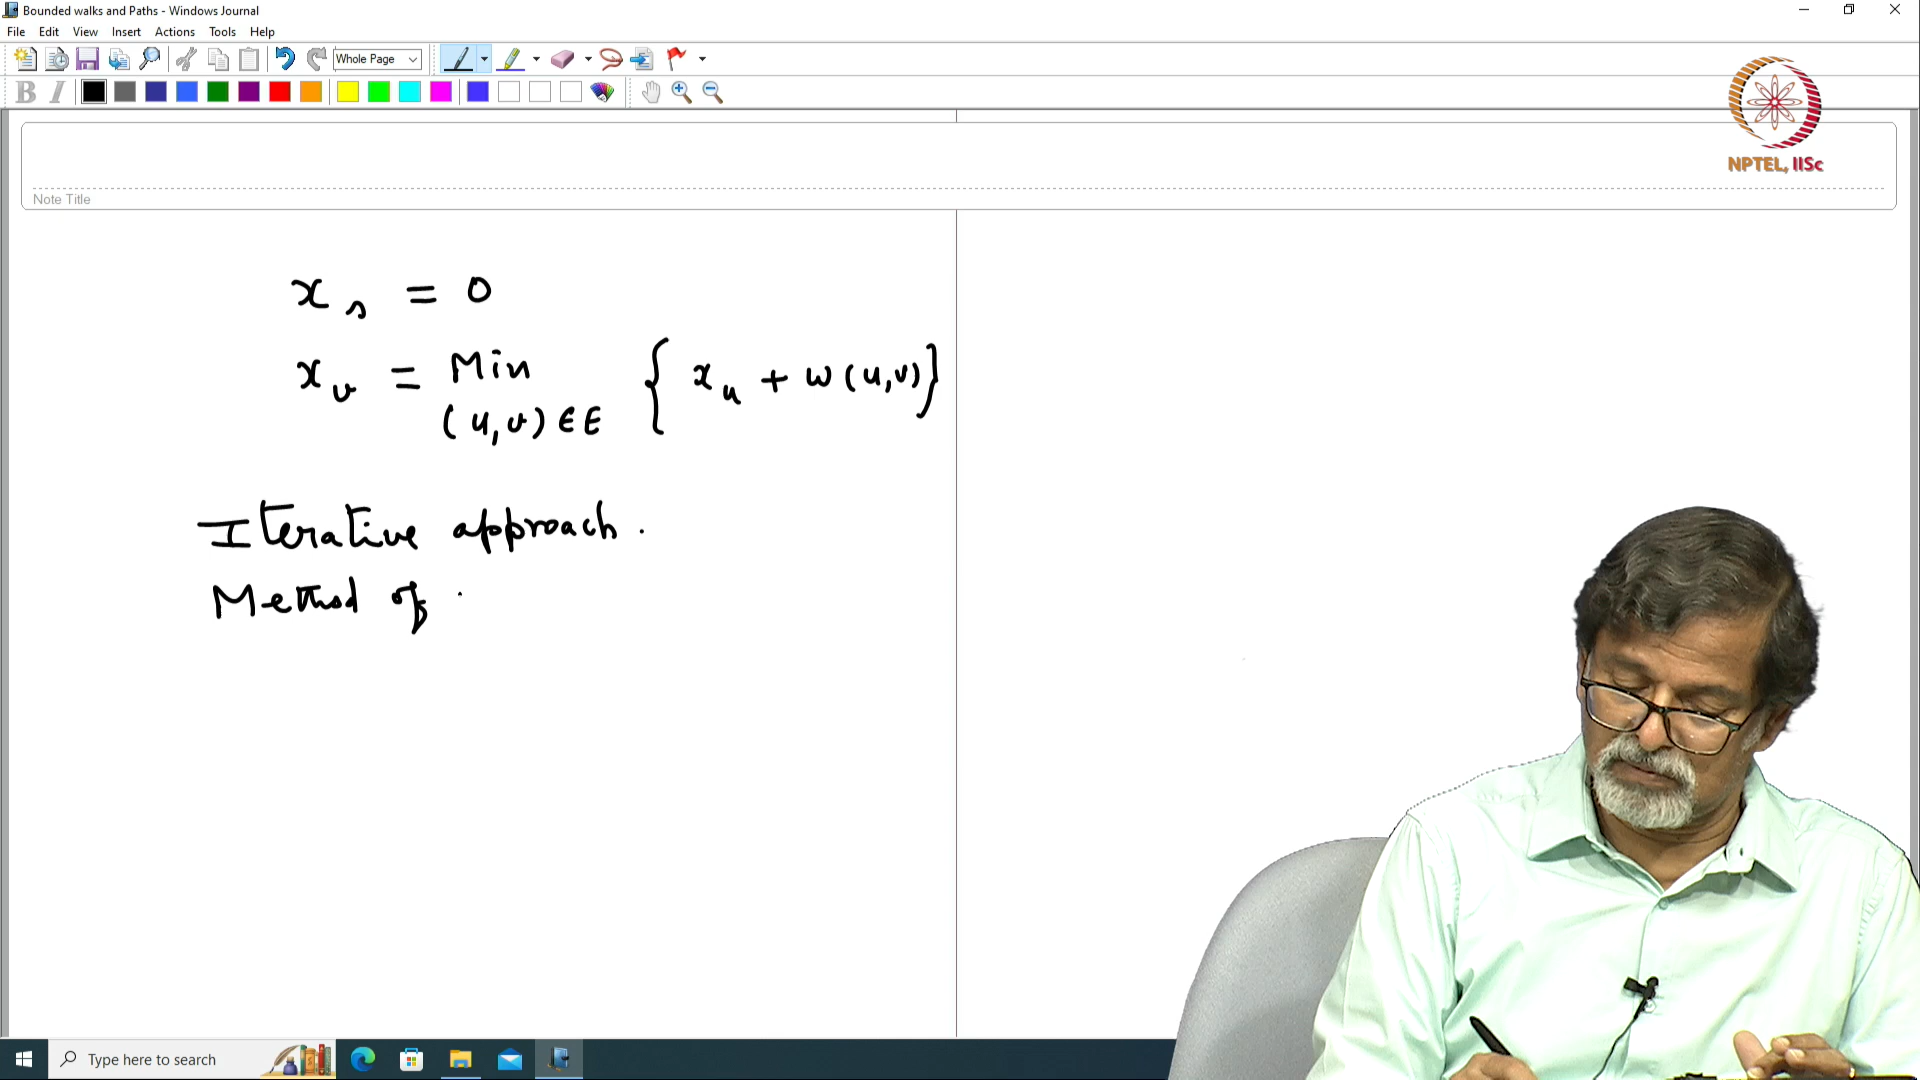 Bounded walks and Paths - Windows Journal
File Edit View Insert Actions Tools Help
Whole Page
B I
NPTEL, IISc
Note Title
x_s = 0
x_v = Min { x_u + w(u,v) }
(u,v) ∈ E
Iterative approach.
Method of
Type here to search